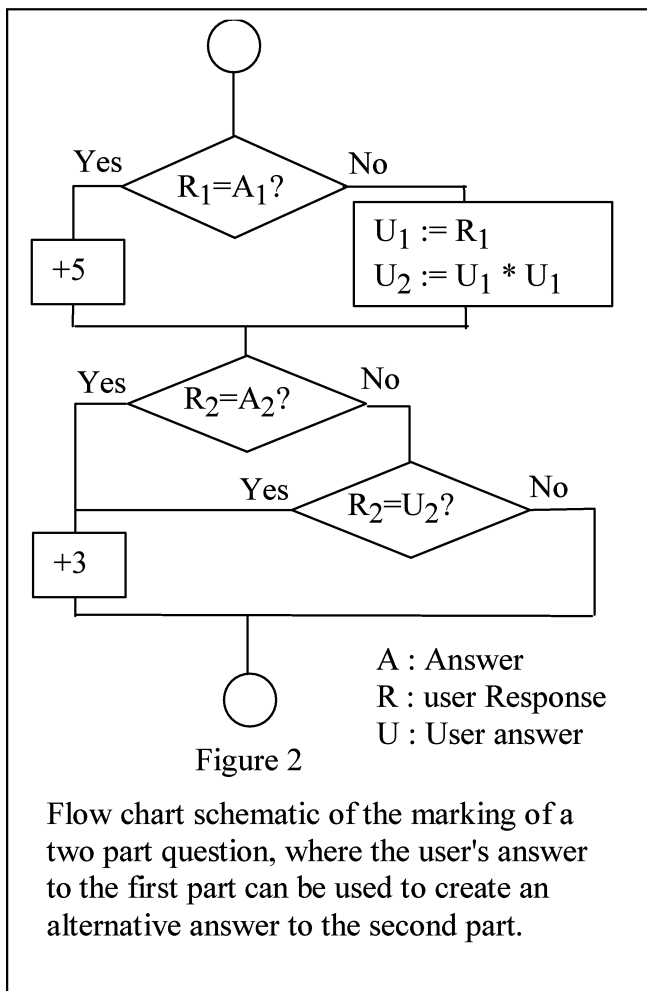 Yes
No
R1=A1?
+5
U1 := R1
U2 := U1 * U1
Yes
No
R2=A2?
Yes
No
R2=U2?
+3
A : Answer
R : user Response
U : User answer
Figure 2
Flow chart schematic of the marking of a
two part question, where the user's answer
to the first part can be used to create an
alternative answer to the second part.